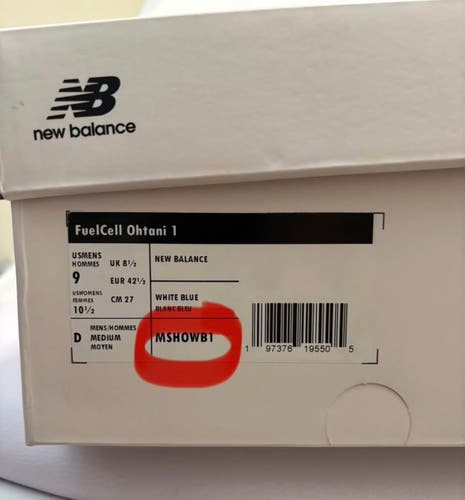 NB
new balance
FuelCell Ohtani 1
USMENS
HOMMES
9
UK 8½
EUR 42½
USWOMENS
FEMMES
10½
CM 27
D
MENS/HOMMES
MEDIUM
MOYEN
NEW BALANCE
WHITE BLUE
BLANC BLEU
MSHOWB1
1 97376 19550 5